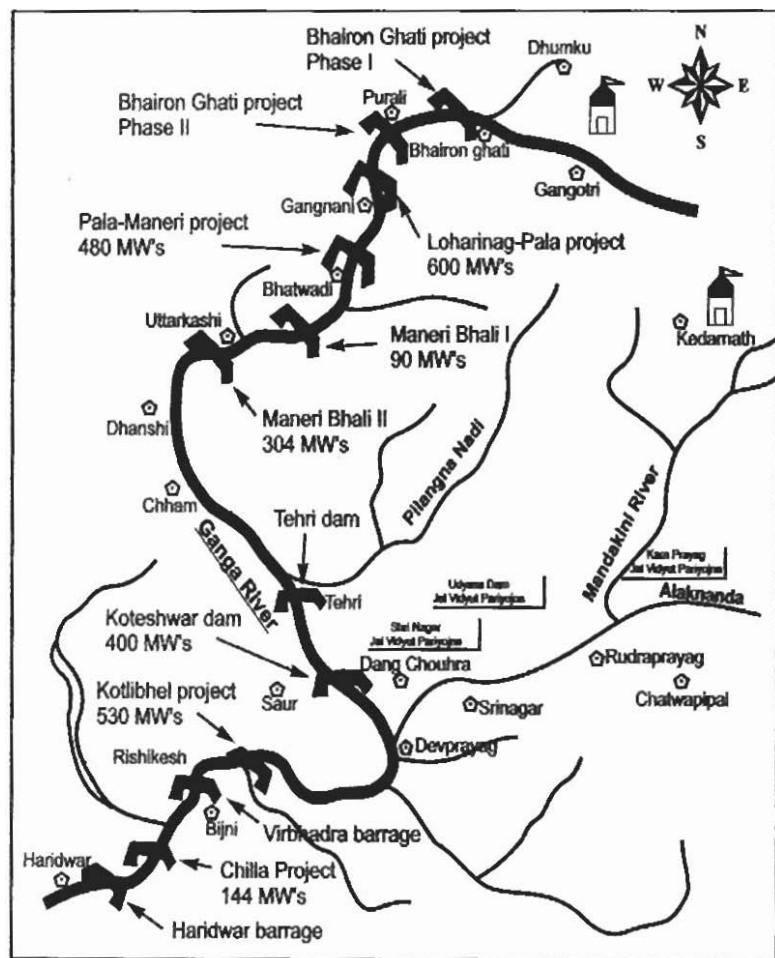 Bhairon Ghati project
Phase I
Dhumku
N
W
E
S
Bhairon Ghati project
Phase II
Purali
Bhairon ghati
Gangotri
Gangnani
Pala-Maneri project
480 MW's
Loharinag-Pala project
600 MW's
Bhatwadi
Uttarkashi
Kedarnath
Maneri Bhali I
90 MW's
Maneri Bhali II
304 MW's
Dhanshi
Chham
Pilangna Nadi
Mandakini River
Ganga River
Tehri dam
Tehri
Jal Vidyut Pariyojna
Alaknanda
Udyana Dam
Jal Vidyut Pariyojna
Jal Vidyut Pariyojna
Koteshwar dam
400 MW's
Dang Chouhra
Rudraprayag
Chatwapipal
Kotlibhel project
530 MW's
Saur
Srinagar
Devprayag
Rishikesh
Bijni
Virbhadra barrage
Haridwar
Chilla Project
144 MW's
Haridwar barrage